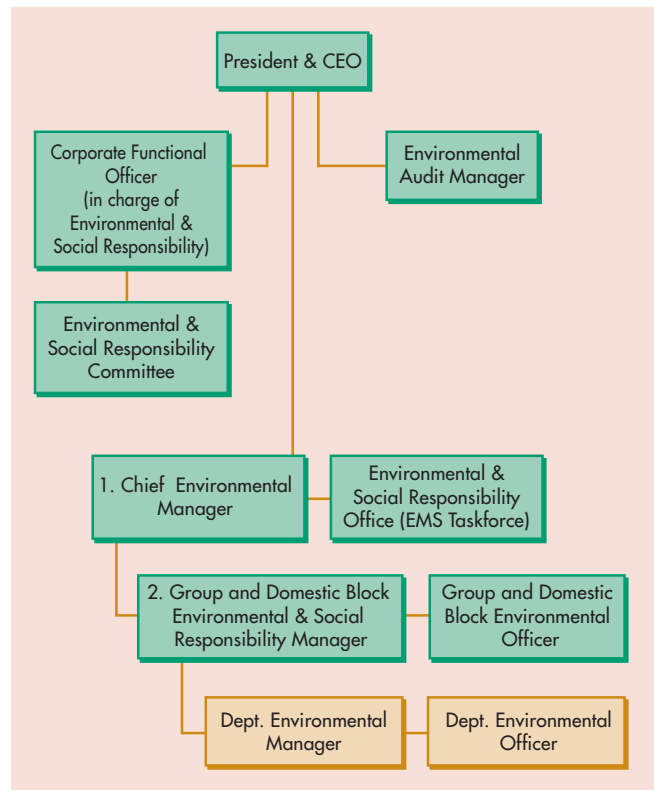 President & CEO
Corporate Functional
Officer
(in charge of
Environmental &
Social Responsibility)
Environmental
Audit Manager
Environmental &
Social Responsibility
Committee
1. Chief Environmental
Manager
Environmental &
Social Responsibility
Office (EMS Taskforce)
2. Group and Domestic Block
Environmental & Social
Responsibility Manager
Group and Domestic
Block Environmental
Officer
Dept. Environmental
Manager
Dept. Environmental
Officer